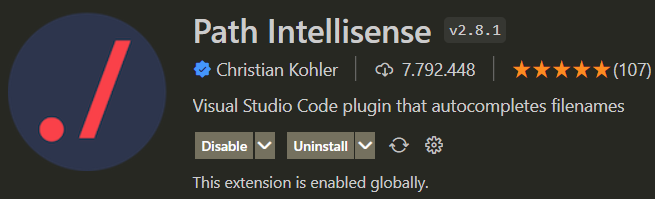 Path Intellisense v2.8.1
Christian Kohler 7.792.448 (107)
Visual Studio Code plugin that autocompletes filenames
Disable Uninstall
This extension is enabled globally.